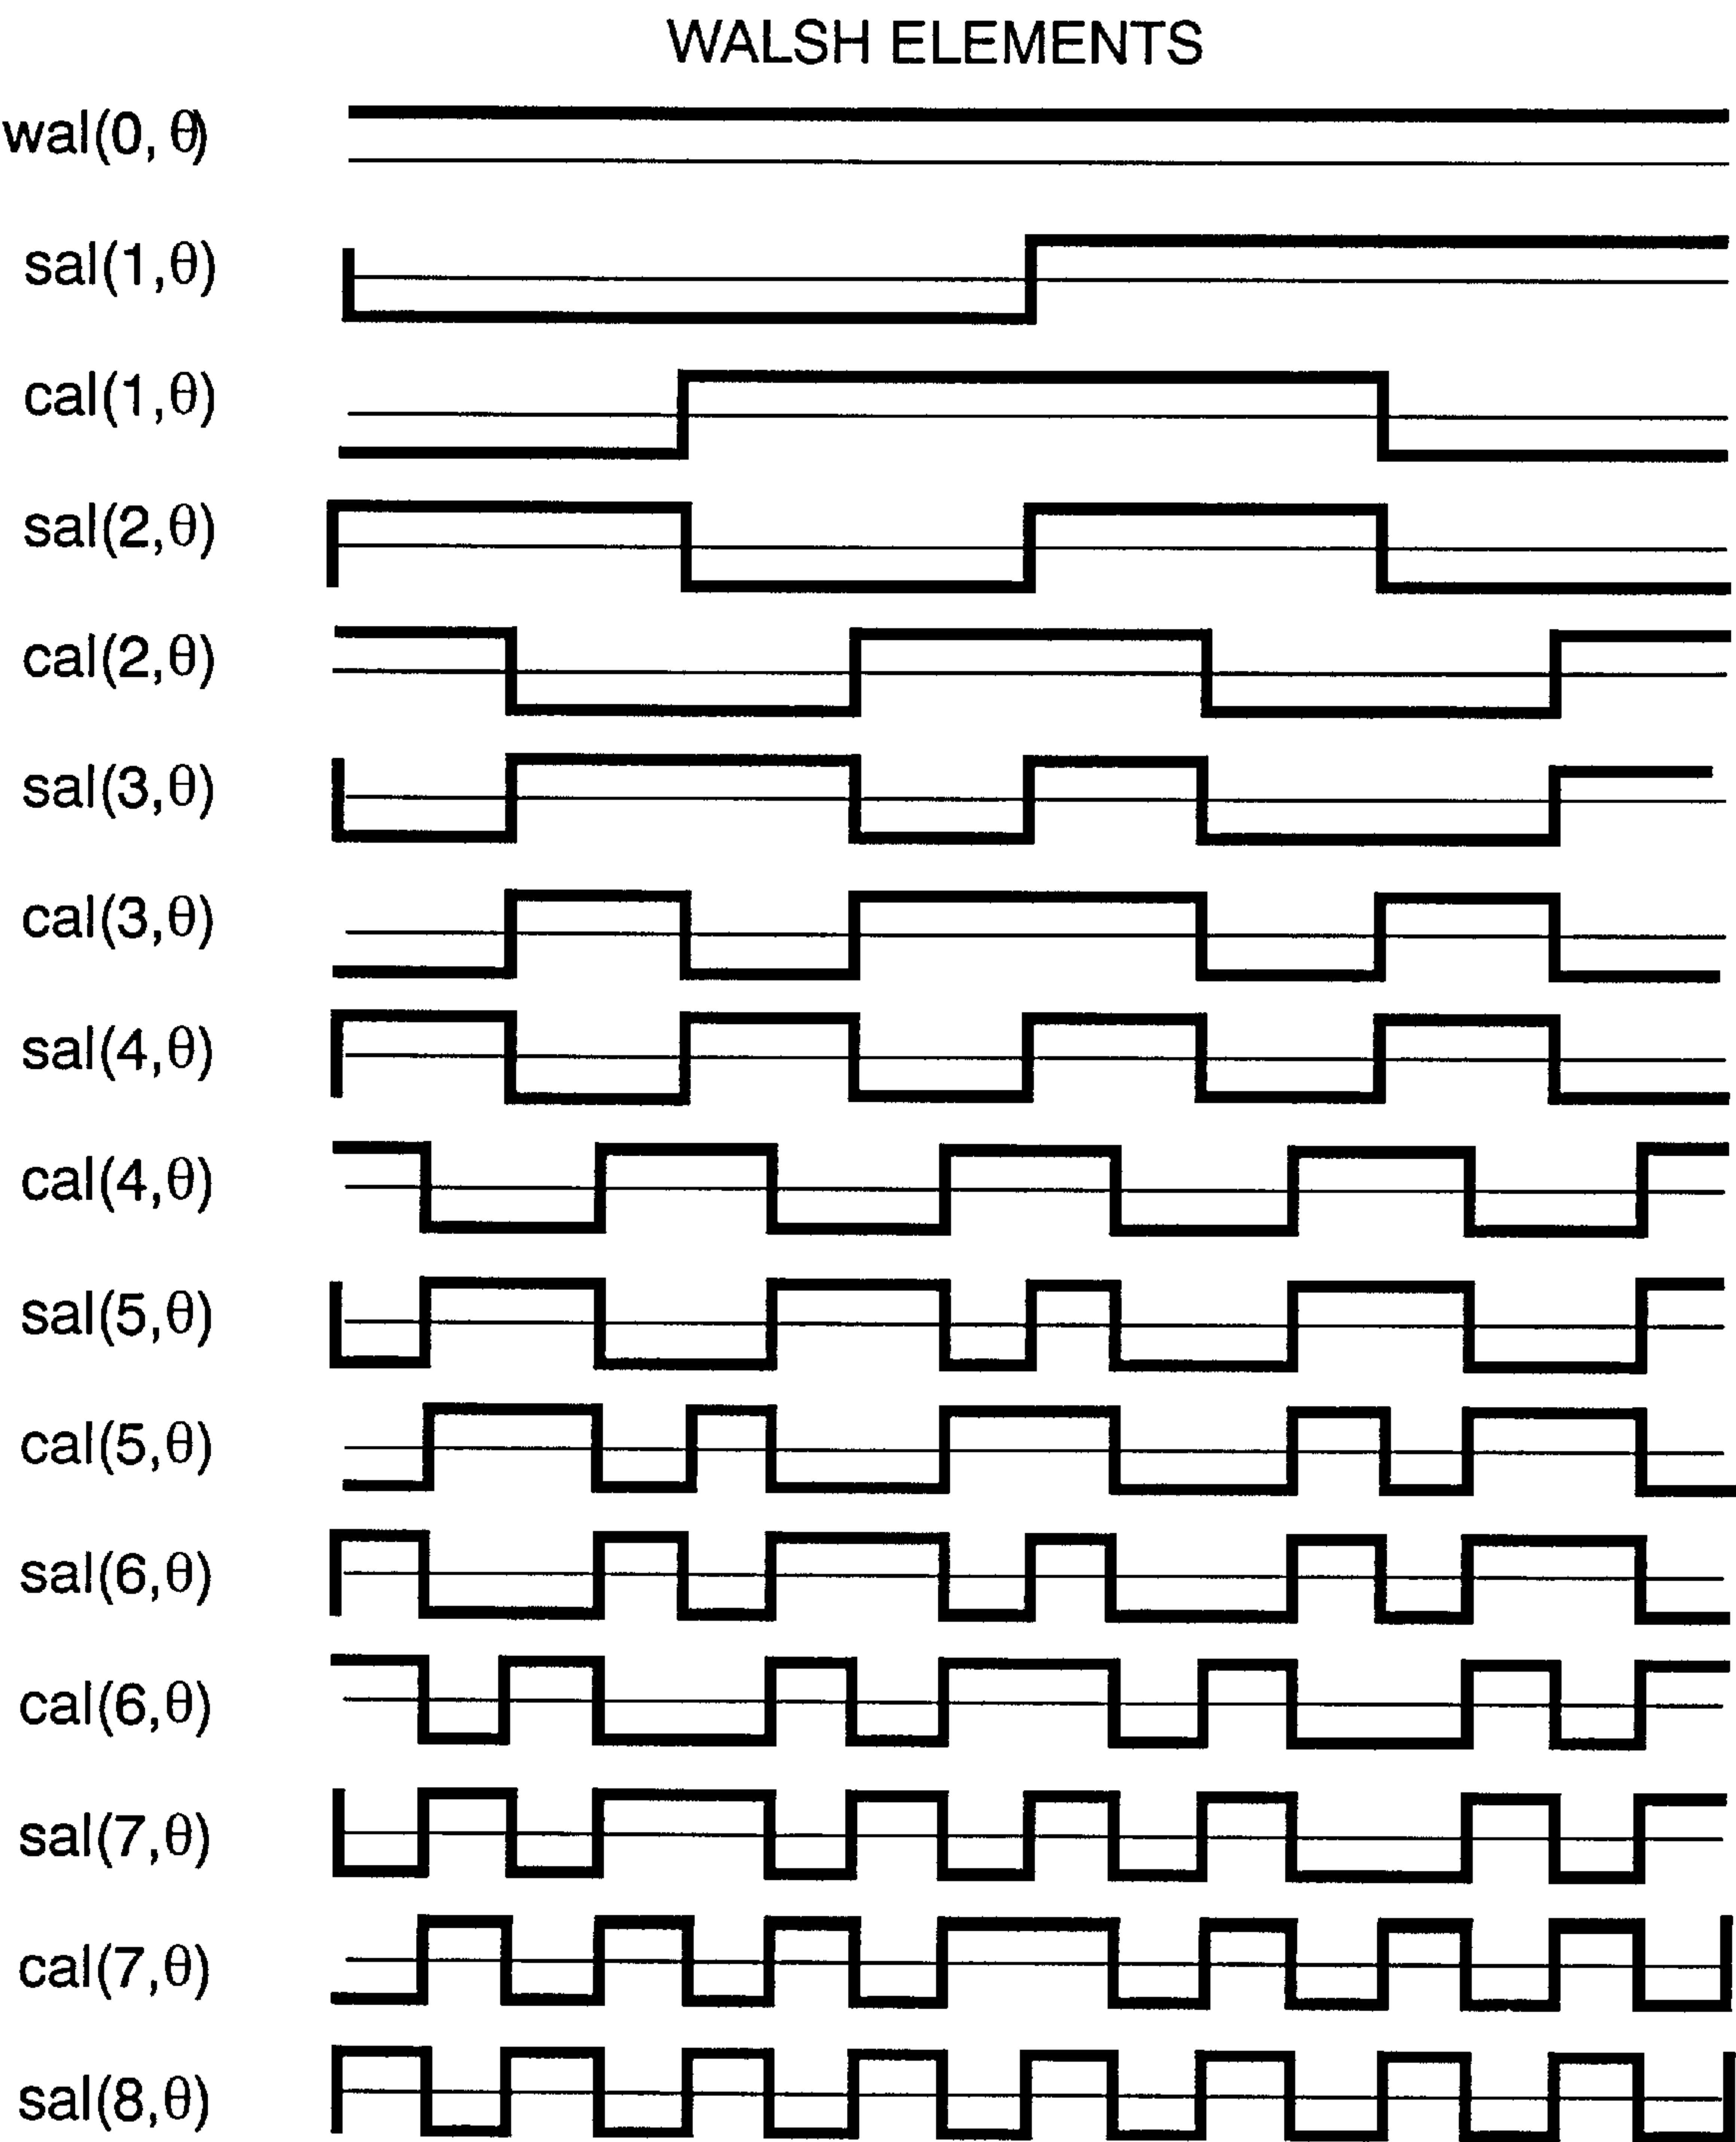 WALSH ELEMENTS
wal(0, θ)
sal(1,θ)
cal(1,θ)
sal(2,θ)
cal(2,θ)
sal(3,θ)
cal(3,θ)
sal(4,θ)
cal(4,θ)
sal(5,θ)
cal(5,θ)
sal(6,θ)
cal(6,θ)
sal(7,θ)
cal(7,θ)
sal(8,θ)